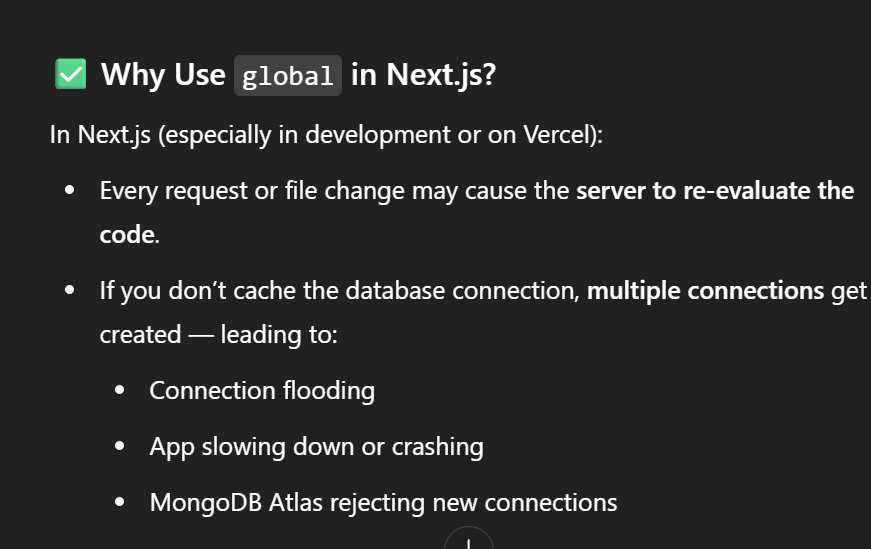 ✅ Why Use global in Next.js?
In Next.js (especially in development or on Vercel):
• Every request or file change may cause the server to re-evaluate the
code.
• If you don’t cache the database connection, multiple connections get
created — leading to:
• Connection flooding
• App slowing down or crashing
• MongoDB Atlas rejecting new connections